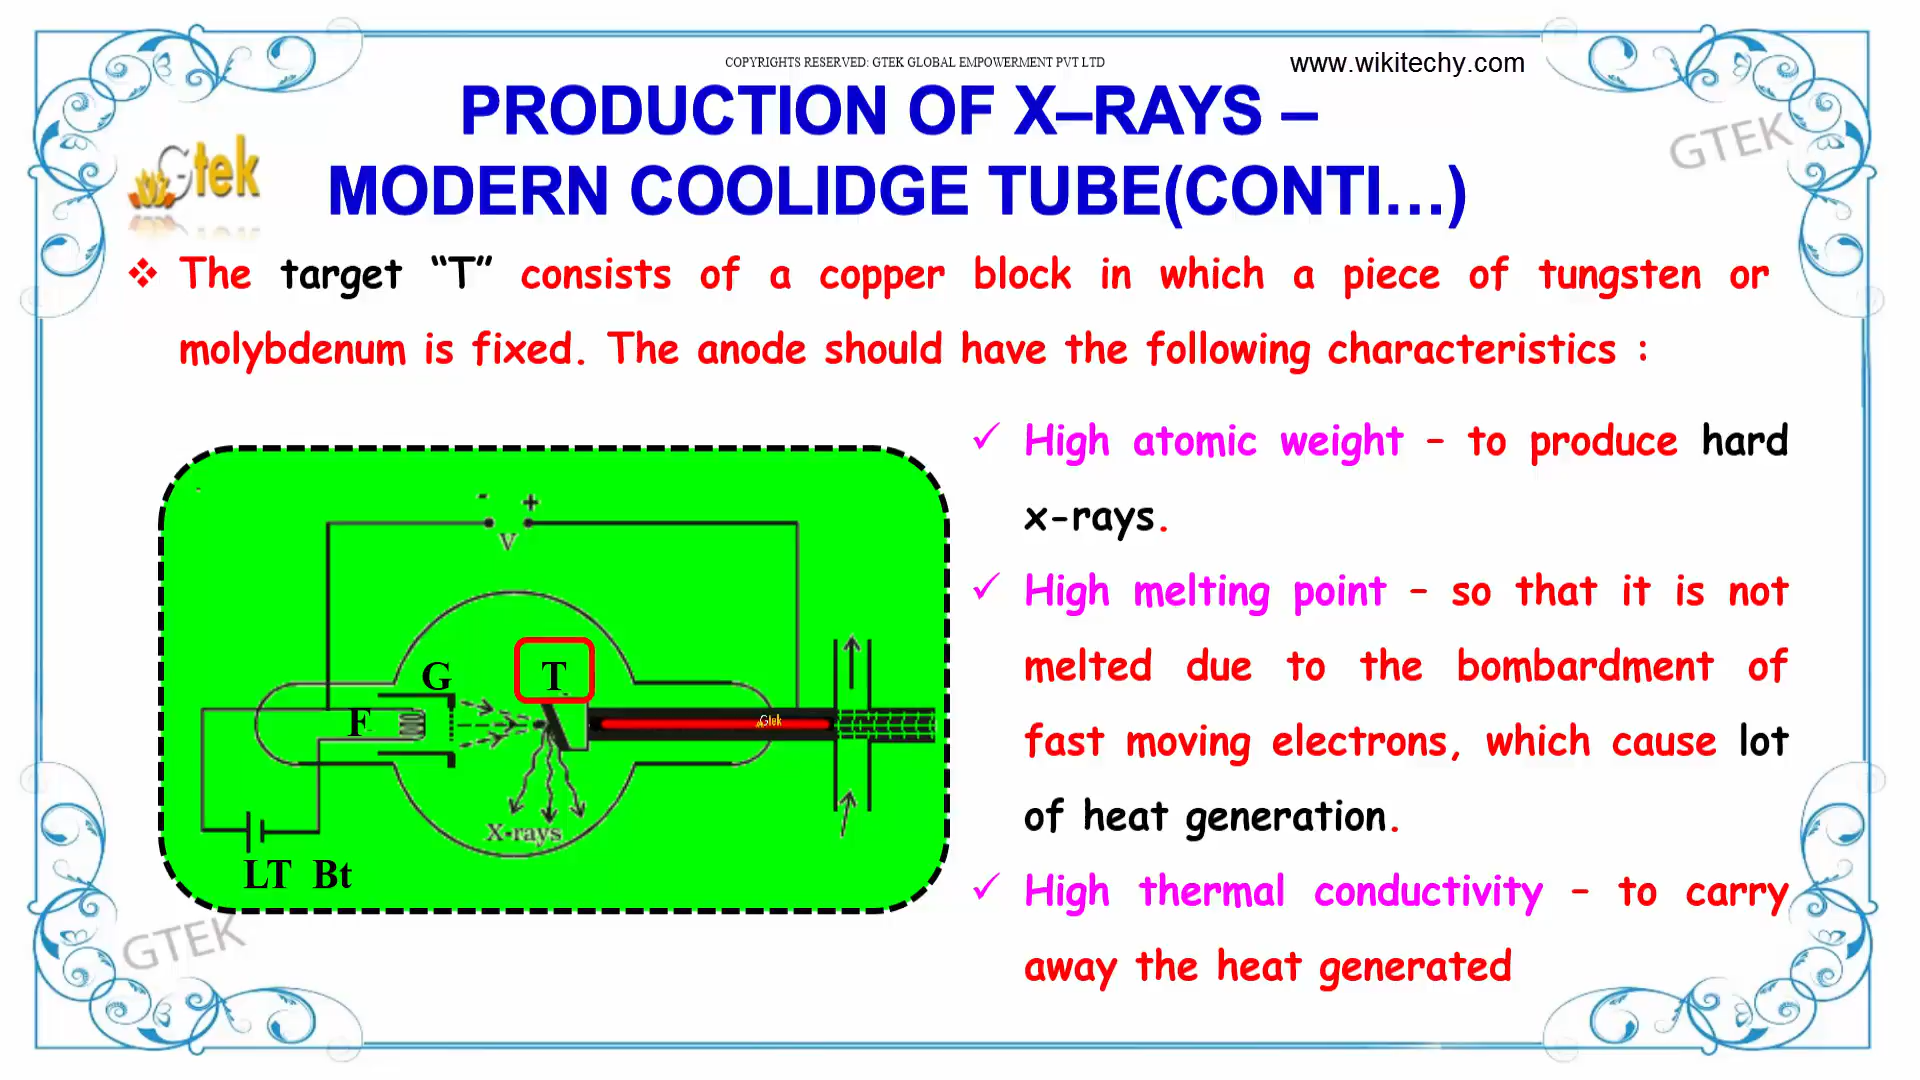 COPYRIGHTS RESERVED: GTEK GLOBAL EMPOWERMENT PVT LTD
www.wikitechy.com
PRODUCTION OF X–RAYS –
MODERN COOLIDGE TUBE(CONTI...)
GTEK
Gtek
❖ The target “T” consists of a copper block in which a piece of tungsten or
molybdenum is fixed. The anode should have the following characteristics :
✓ High atomic weight – to produce hard
x-rays.
✓ High melting point – so that it is not
melted due to the bombardment of
fast moving electrons, which cause lot
of heat generation.
✓ High thermal conductivity – to carry
away the heat generated
- +
V
G
T
F
Gtek
X-rays
LT Bt
GTEK